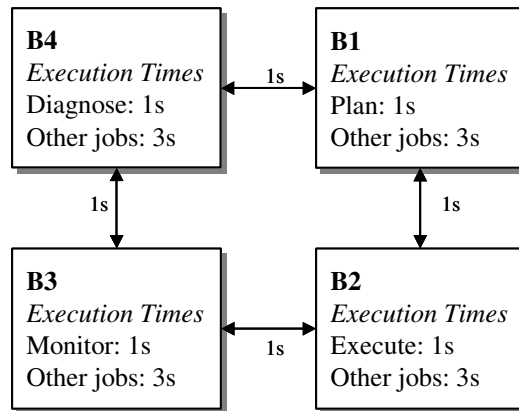 B4
Execution Times
Diagnose: 1s
Other jobs: 3s
1s
B1
Execution Times
Plan: 1s
Other jobs: 3s
1s
1s
B3
Execution Times
Monitor: 1s
Other jobs: 3s
1s
B2
Execution Times
Execute: 1s
Other jobs: 3s